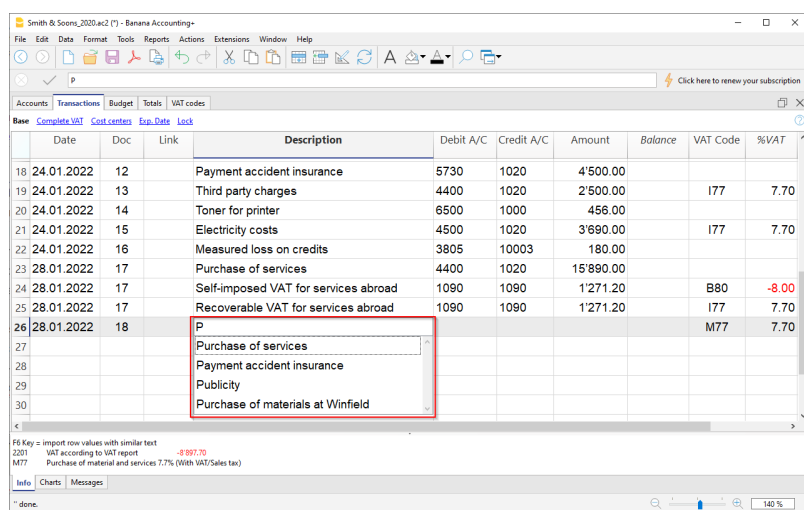 Smith & Soons_2020.ac2 (*) - Banana Accounting+
File Edit Data Format Tools Reports Actions Extensions Window Help
P
Click here to renew your subscription
Accounts Transactions Budget Totals VAT codes
Base Complete VAT Cost centers Exp. Date Lock
Date Doc Link Description Debit A/C Credit A/C Amount Balance VAT Code %VAT
18 24.01.2022 12 Payment accident insurance 5730 1020 4'500.00
19 24.01.2022 13 Third party charges 4400 1020 2'500.00 I77 7.70
20 24.01.2022 14 Toner for printer 6500 1000 456.00
21 24.01.2022 15 Electricity costs 4500 1020 3'690.00 I77 7.70
22 24.01.2022 16 Measured loss on credits 3805 10003 180.00
23 28.01.2022 17 Purchase of services 4400 1020 15'890.00
24 28.01.2022 17 Self-imposed VAT for services abroad 1090 1090 1'271.20 B80 -8.00
25 28.01.2022 17 Recoverable VAT for services abroad 1090 1090 1'271.20 I77 7.70
26 28.01.2022 18 P M77 7.70
27 Purchase of services
28 Payment accident insurance
29 Publicity
30 Purchase of materials at Winfield
F6 Key = import row values with similar text
2201 VAT according to VAT report -8'897.70
M77 Purchase of material and services 7.7% (With VAT/Sales tax)
Info Charts Messages
'' done.
140 %